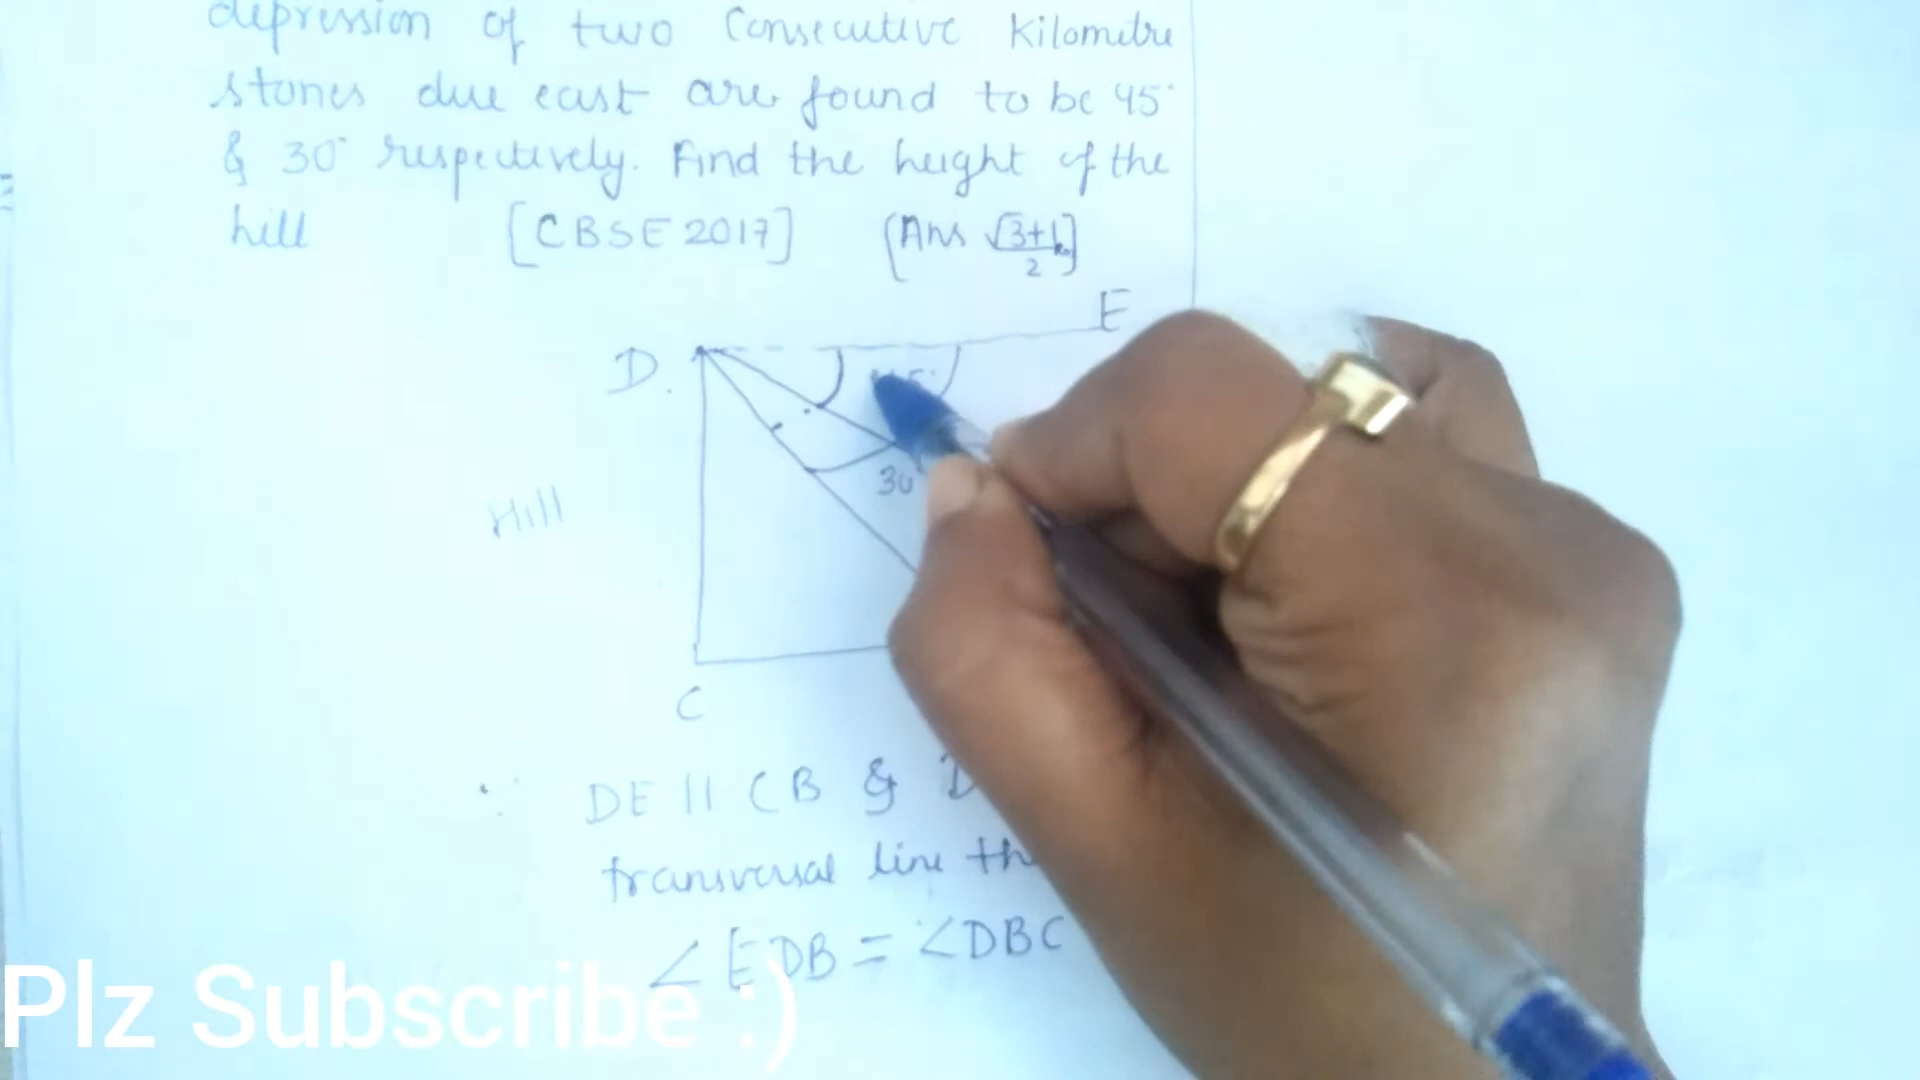 depression of two Consecutive Kilometre
stones due east are found to be 45°
& 30° respectively. Find the height of the
hill [CBSE 2017] (Ans √3+1/2]
E
D.
30
Hill
C
∵ DE || CB & D
transversal line
∠EDB = ∠DBC
Plz Subscribe :)